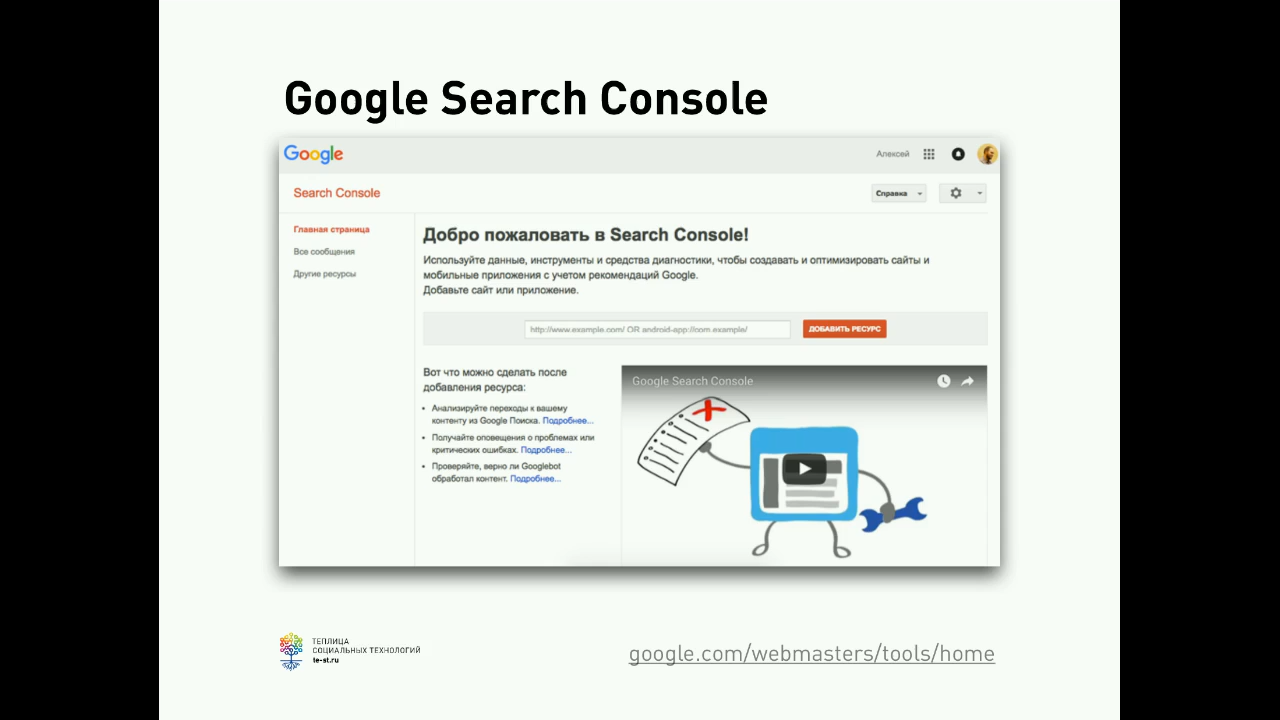 Google Search Console
Google
Алексей
Search Console
Справка
Главная страница
Все сообщения
Другие ресурсы
Добро пожаловать в Search Console!
Используйте данные, инструменты и средства диагностики, чтобы создавать и оптимизировать сайты и
мобильные приложения с учетом рекомендаций Google.
Добавьте сайт или приложение.
http://www.example.com/ OR android-app://com.example/
ДОБАВИТЬ РЕСУРС
Вот что можно сделать после
добавления ресурса:
• Анализируйте переходы к вашему
контенту из Google Поиска. Подробнее...
• Получайте оповещения о проблемах или
критических ошибках. Подробнее...
• Проверяйте, верно ли Googlebot
обработал контент. Подробнее...
Google Search Console
ТЕПЛИЦА
СОЦИАЛЬНЫХ ТЕХНОЛОГИЙ
te-st.ru
google.com/webmasters/tools/home